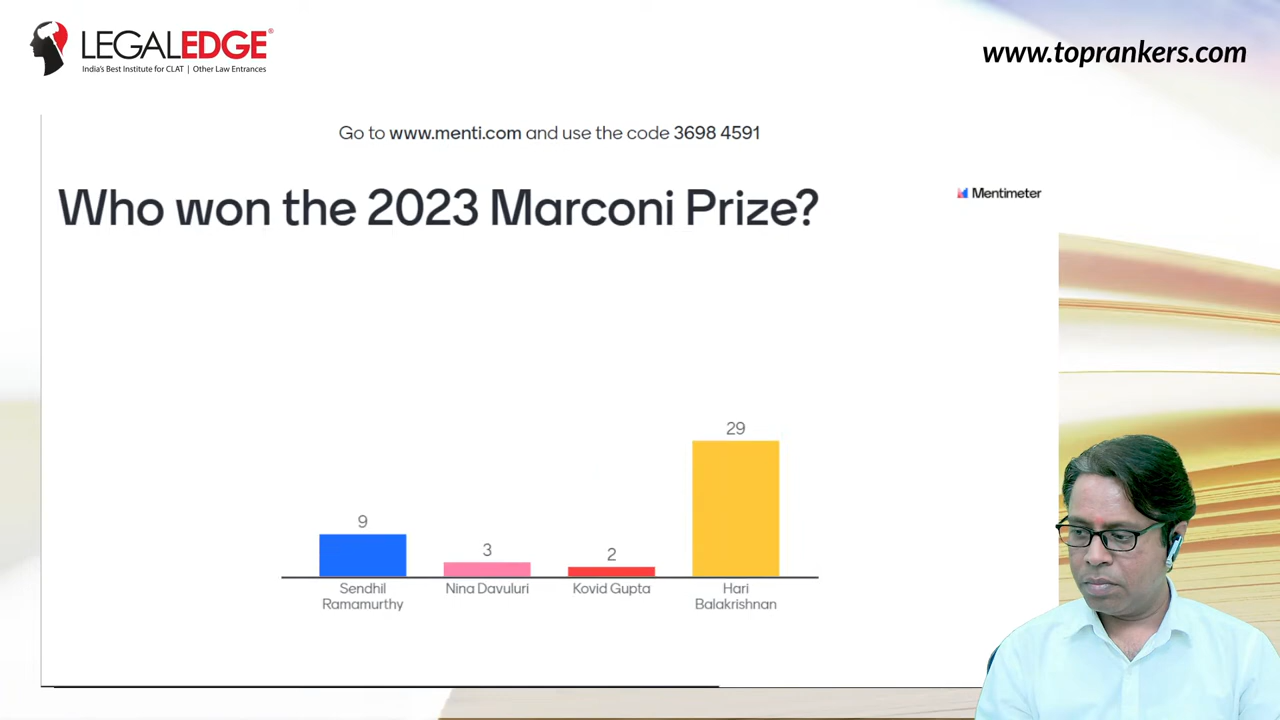 LEGALEDGE®
India's Best Institute for CLAT | Other Law Entrances
www.toprankers.com
Go to www.menti.com and use the code 3698 4591
Who won the 2023 Marconi Prize?
Mentimeter
9
3
2
29
Sendhil
Ramamurthy
Nina Davuluri
Kovid Gupta
Hari
Balakrishnan